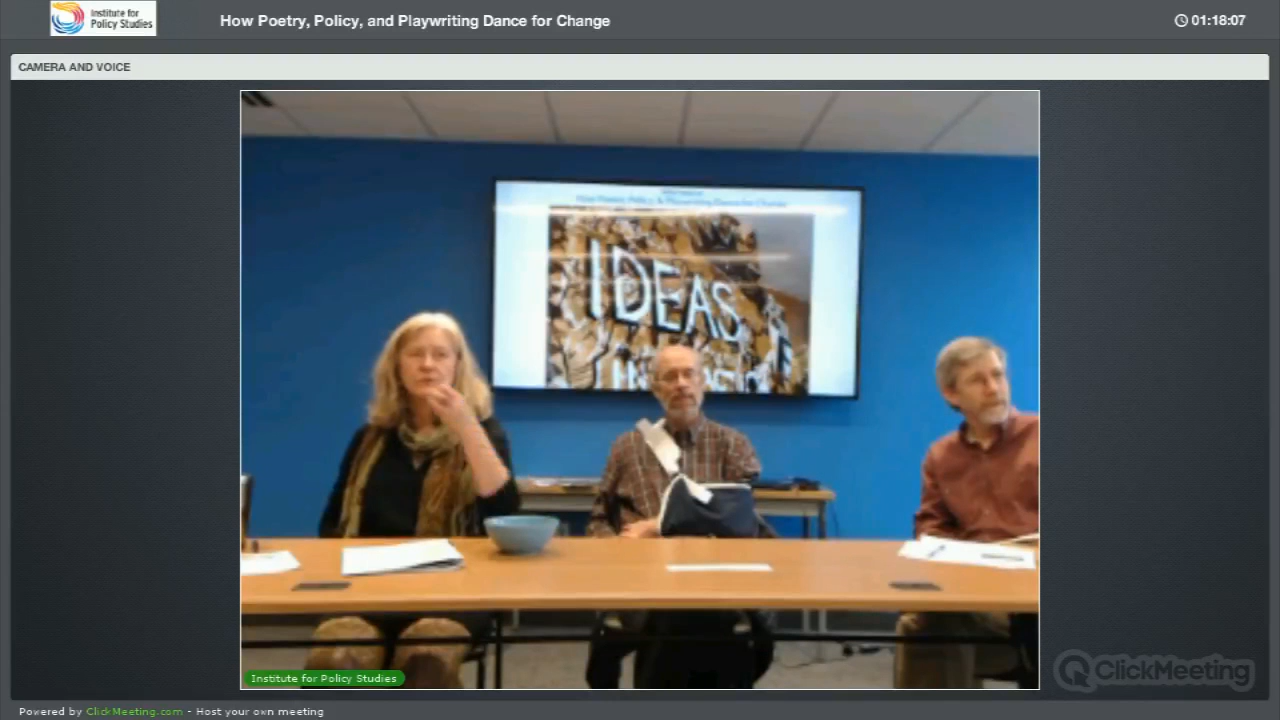 Institute for
Policy Studies
How Poetry, Policy, and Playwriting Dance for Change
01:18:07
CAMERA AND VOICE
How Poetry, Policy, & Playwriting Dance for Change
IDEAS
Institute for Policy Studies
ClickMeeting
Powered by ClickMeeting.com - Host your own meeting